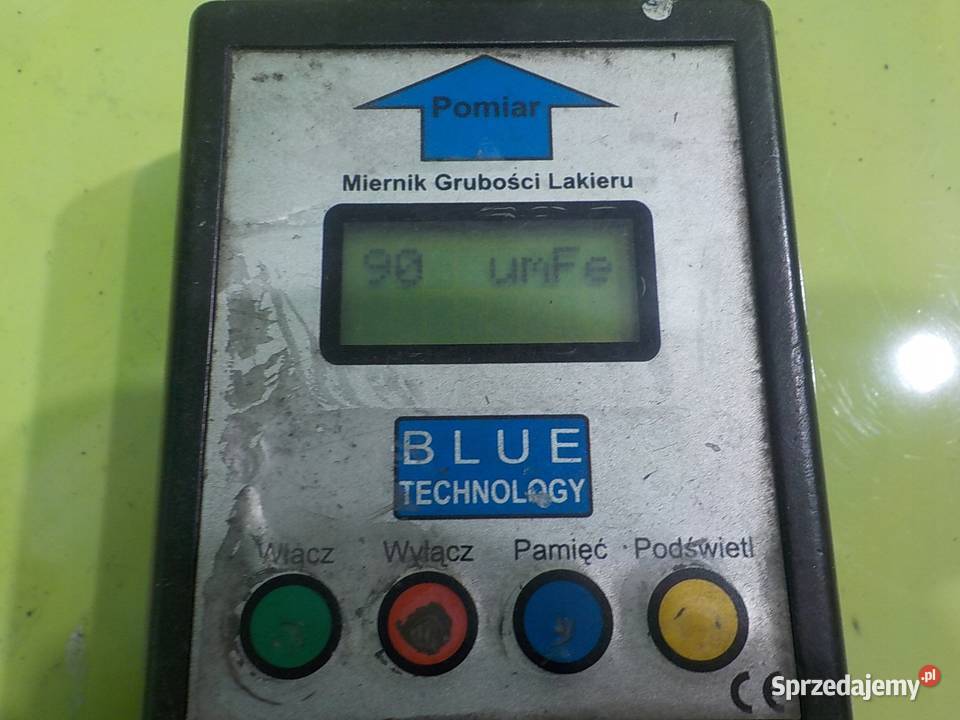 Pomiar
Miernik Grubości Lakieru
90 umFe
BLUE
TECHNOLOGY
Włącz Wyłącz Pamięć Podświetl
CE
Sprzedajemy.pl